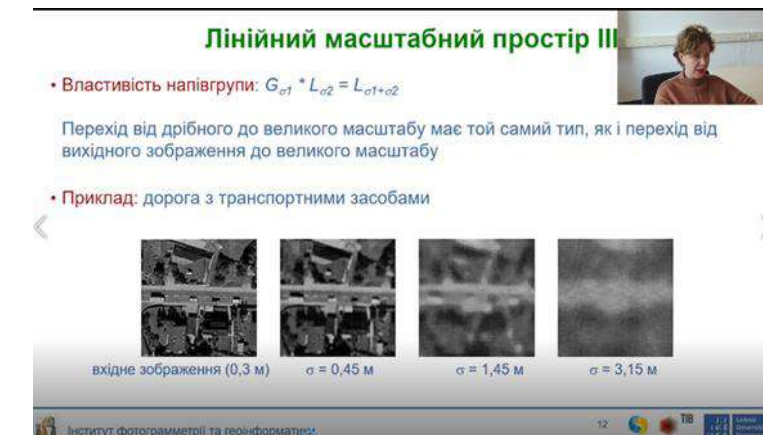 Лінійний масштабний простір III
• Властивість напівгрупи: Gσ1 * Lσ2 = Lσ1+σ2
Перехід від дрібного до великого масштабу має той самий тип, як і перехід від
вихідного зображення до великого масштабу
• Приклад: дорога з транспортними засобами
вхідне зображення (0,3 м) σ = 0,45 м σ = 1,45 м σ = 3,15 м
Інститут фотограмметрії та геоінформатики
12
TIB